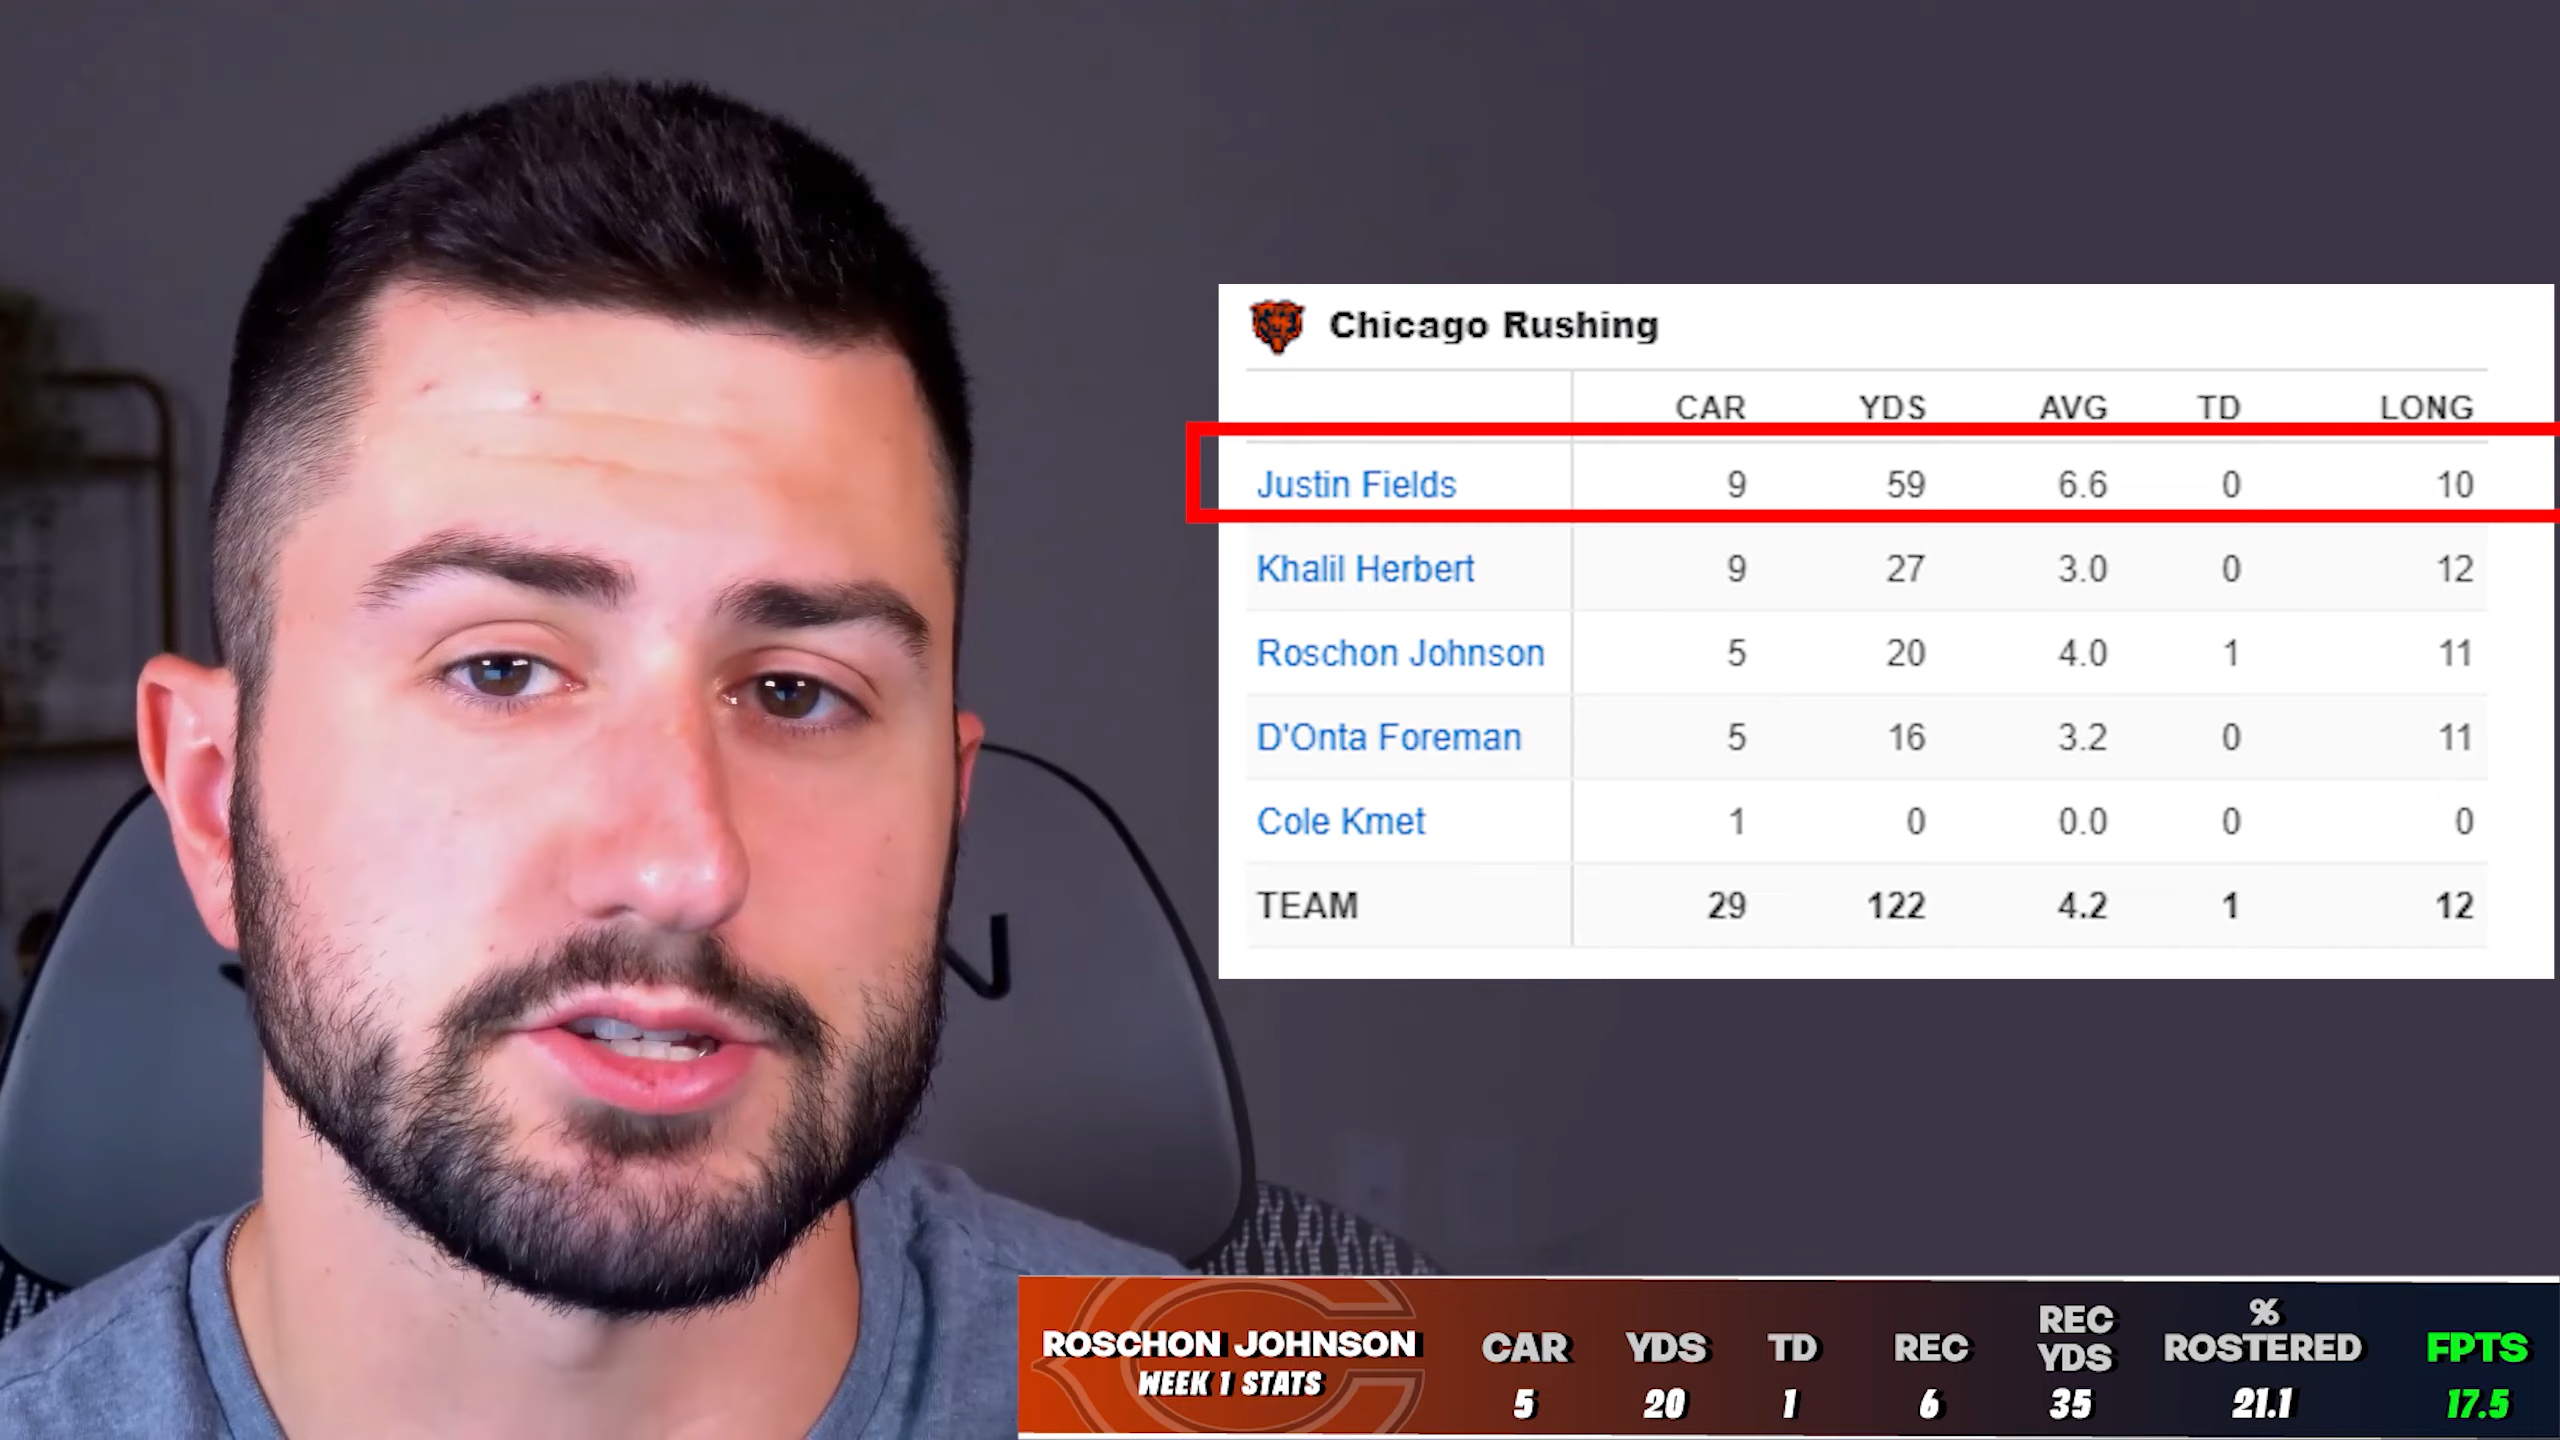 Chicago Rushing
CAR YDS AVG TD LONG
Justin Fields 9 59 6.6 0 10
Khalil Herbert 9 27 3.0 0 12
Roschon Johnson 5 20 4.0 1 11
D'Onta Foreman 5 16 3.2 0 11
Cole Kmet 1 0 0.0 0 0
TEAM 29 122 4.2 1 12
ROSCHON JOHNSON
WEEK 1 STATS
CAR YDS TD REC REC YDS % ROSTERED FPTS
5 20 1 6 35 21.1 17.5